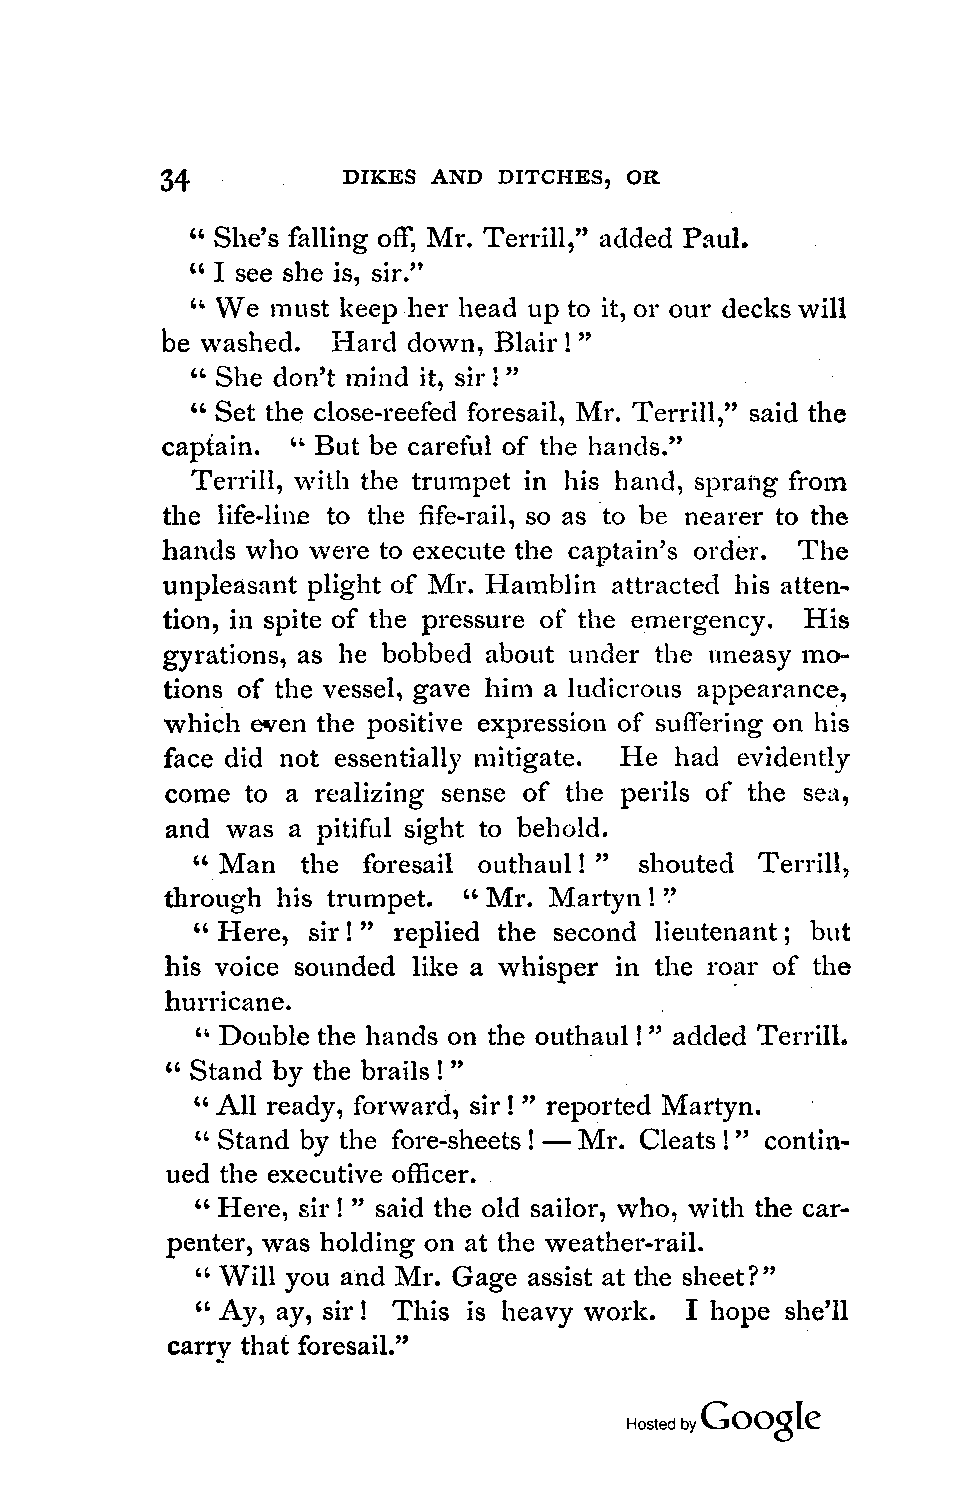 34 DIKES AND DITCHES, OR
“ She's falling off, Mr. Terrill,” added Paul.
“ I see she is, sir.”
“ We must keep her head up to it, or our decks will
be washed. Hard down, Blair ! ”
“ She don't mind it, sir ! ”
“ Set the close-reefed foresail, Mr. Terrill,” said the
captain. “ But be careful of the hands.”
Terrill, with the trumpet in his hand, sprang from
the life-line to the fife-rail, so as to be nearer to the
hands who were to execute the captain's order. The
unpleasant plight of Mr. Hamblin attracted his atten-
tion, in spite of the pressure of the emergency. His
gyrations, as he bobbed about under the uneasy mo-
tions of the vessel, gave him a ludicrous appearance,
which even the positive expression of suffering on his
face did not essentially mitigate. He had evidently
come to a realizing sense of the perils of the sea,
and was a pitiful sight to behold.
“ Man the foresail outhaul ! ” shouted Terrill,
through his trumpet. “ Mr. Martyn ! ”
“ Here, sir ! ” replied the second lieutenant ; but
his voice sounded like a whisper in the roar of the
hurricane.
“ Double the hands on the outhaul ! ” added Terrill.
“ Stand by the brails ! ”
“ All ready, forward, sir ! ” reported Martyn.
“ Stand by the fore-sheets ! — Mr. Cleats ! ” contin-
ued the executive officer.
“ Here, sir ! ” said the old sailor, who, with the car-
penter, was holding on at the weather-rail.
“ Will you and Mr. Gage assist at the sheet?”
“ Ay, ay, sir ! This is heavy work. I hope she'll
carry that foresail.”
Hosted by Google